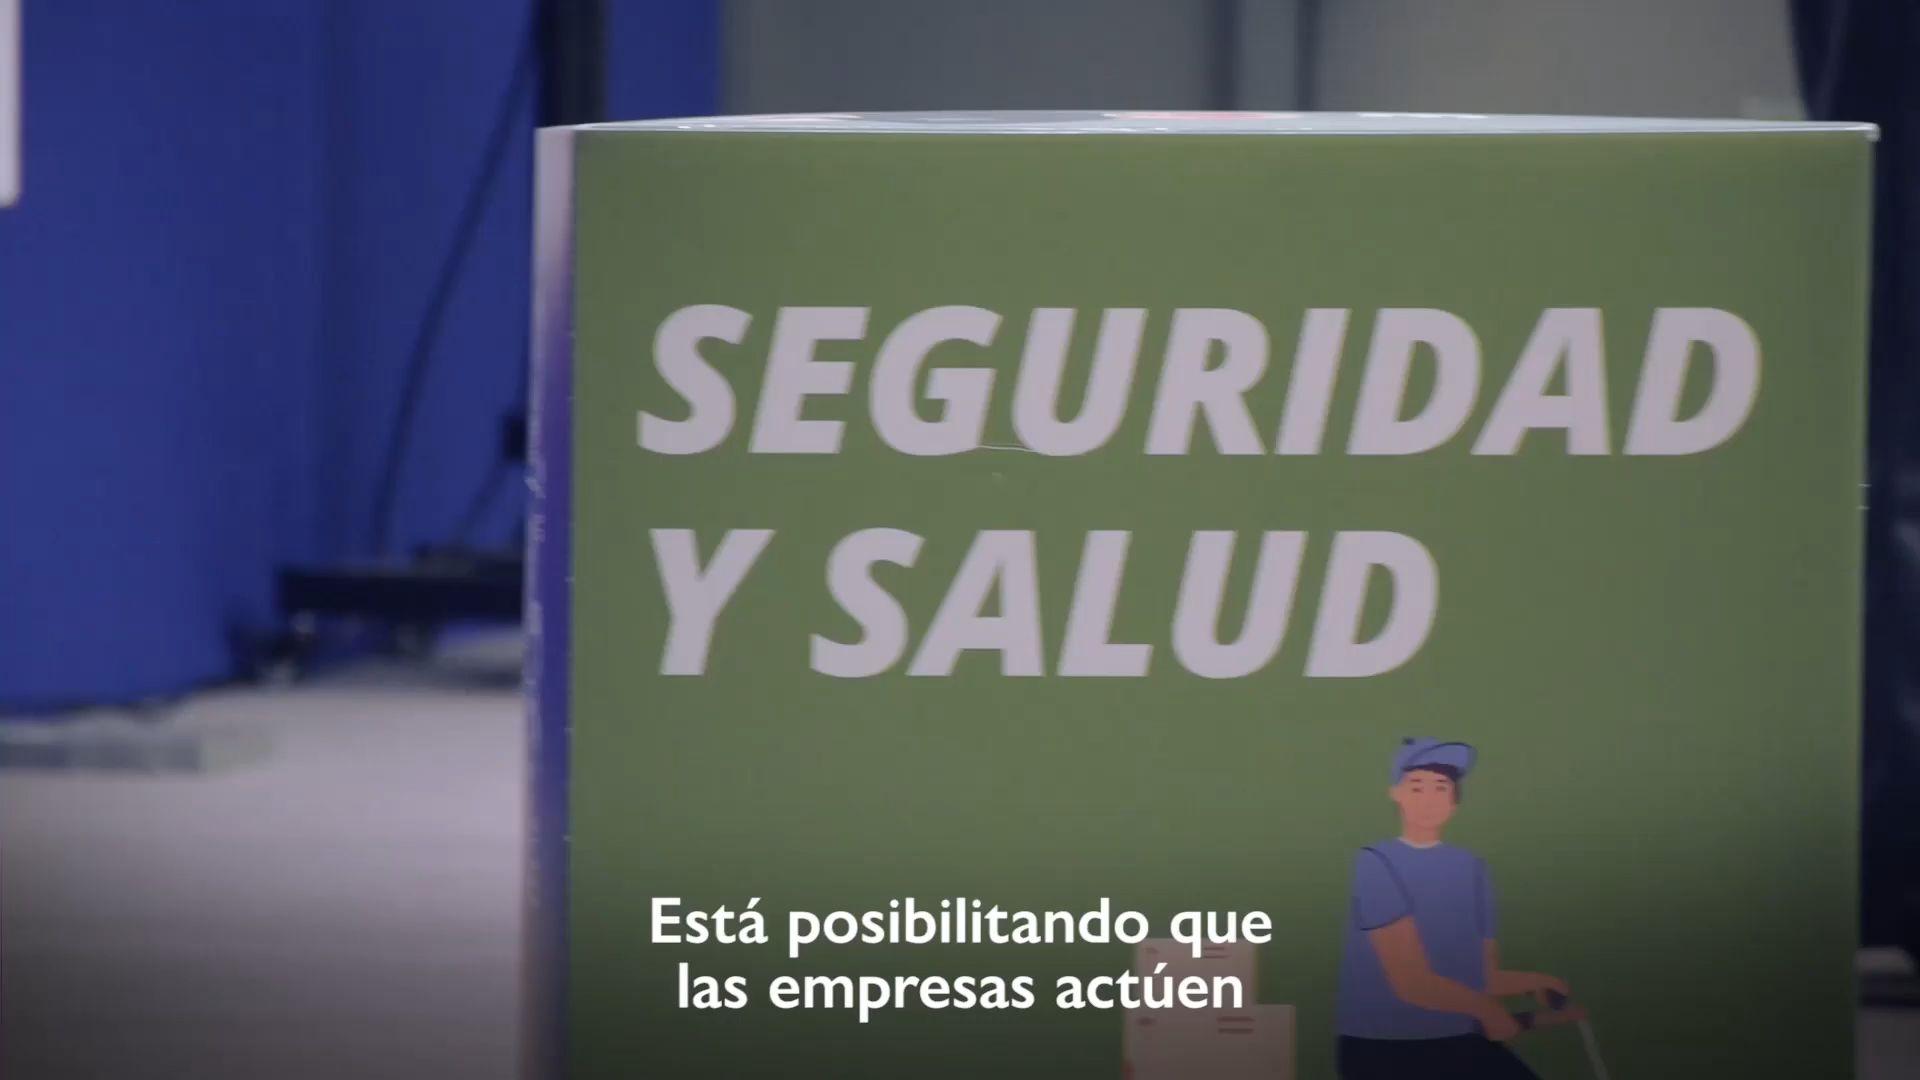 SEGURIDAD
Y SALUD
Está posibilitando que
las empresas actúen